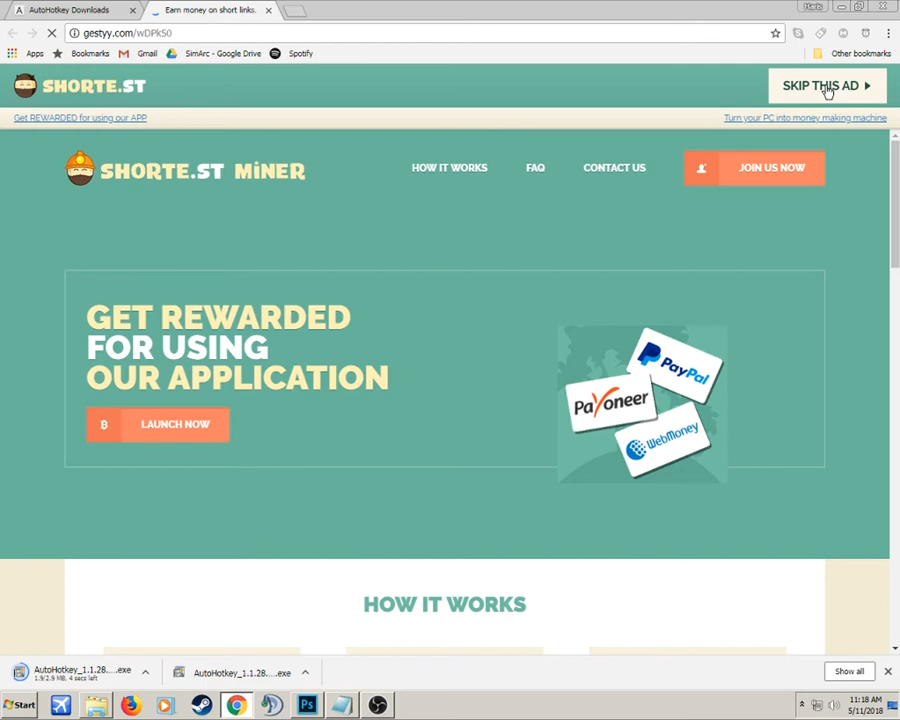 AutoHotkey Downloads
Earn money on short links.
Harris
gestyy.com/wDPkS0
Apps
Bookmarks
Gmail
SimArc - Google Drive
Spotify
Other bookmarks
SHORTE.ST
SKIP THIS AD
Get REWARDED for using our APP
Turn your PC into money making machine
SHORTE.ST MiNER
HOW IT WORKS
FAQ
CONTACT US
JOIN US NOW
GET REWARDED
FOR USING
OUR APPLICATION
LAUNCH NOW
PayPal
Payoneer
WebMoney
HOW IT WORKS
AutoHotkey_1.1.28....exe
1.9/2.9 MB, 4 secs left
AutoHotkey_1.1.28....exe
Show all
Start
Ps
11:18 AM
5/11/2018